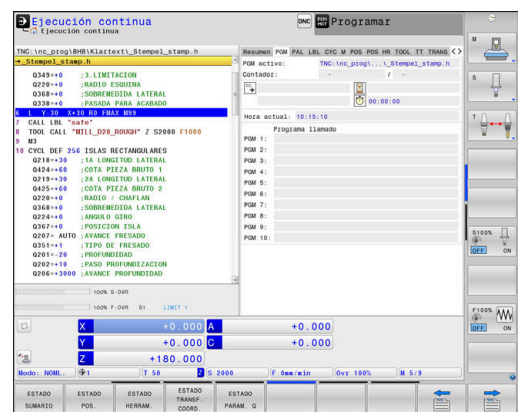 Ejecución continua
Ejecución continua
DNC
Programar
TNC:\nc_prog\BHB\Klartext\_Stempel_stamp.h
→_Stempel_stamp.h
Q349=+0 ;3.LIMITACION
Q220=+0 ;RADIO ESQUINA
Q368=+0 ;SOBREMEDIDA LATERAL
Q338=+0 ;PASADA PARA ACABADO
6 L Y-30 X+30 R0 FMAX M99
7 CALL LBL "safe"
8 TOOL CALL "MILL_D20_ROUGH" Z S2000 F1000
9 M3
10 CYCL DEF 256 ISLAS RECTANGULARES
Q218=+30 ;1A LONGITUD LATERAL
Q424=+60 ;COTA PIEZA BRUTO 1
Q219=+30 ;2A LONGITUD LATERAL
Q425=+60 ;COTA PIEZA BRUTO 2
Q220=+0 ;RADIO / CHAFLAN
Q368=+0 ;SOBREMEDIDA LATERAL
Q224=+0 ;ANGULO GIRO
Q367=+0 ;POSICION ISLA
Q207= AUTO ;AVANCE FRESADO
Q351=+1 ;TIPO DE FRESADO
Q201=-20 ;PROFUNDIDAD
Q202=+10 ;PASO PROFUNDIZACION
Q206=+3000 ;AVANCE PROFUNDIDAD
Resumen PGM PAL LBL CYC M POS POS HR TOOL TT TRANS
PGM activo: TNC:\nc_prog\...\_Stempel_stamp.h
Contador: - / -
00:00:00
Hora actual: 10:15:10
Programa llamado
PGM 1:
PGM 2:
PGM 3:
PGM 4:
PGM 5:
PGM 6:
PGM 7:
PGM 8:
PGM 9:
PGM 10:
100% S-OVR
100% F-OVR S1 LIMIT 1
X +0.000 A +0.000
Y +0.000 C +0.000
Z +180.000
Modo: NOML. 1 T 50 Z S 2000 F 0mm/min Ovr 100% M 5/9
ESTADO SUMARIO
ESTADO POS.
ESTADO HERRAM.
ESTADO TRANSF. COORD.
ESTADO PARAM. Q
M
S
T
S100%
OFF ON
F100%
OFF ON